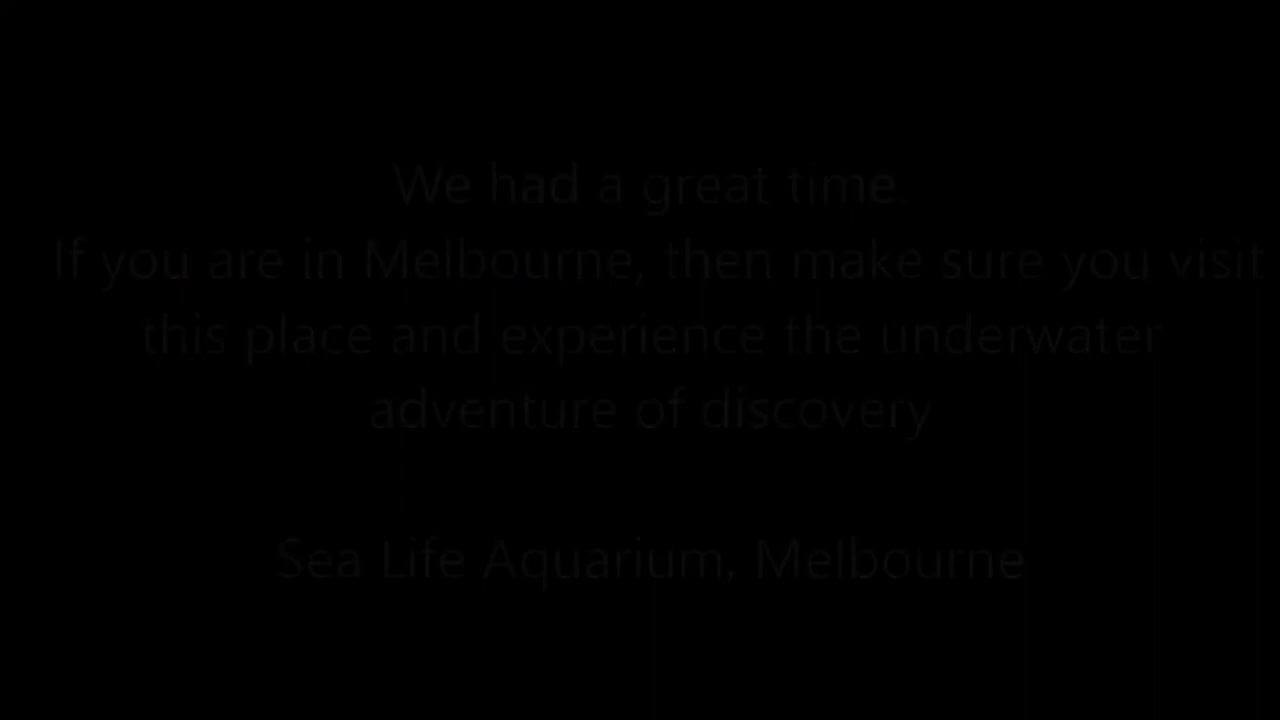 We had a great time.
If you are in Melbourne, then make sure you visit
this place and experience the underwater
adventure of discovery
Sea Life Aquarium, Melbourne